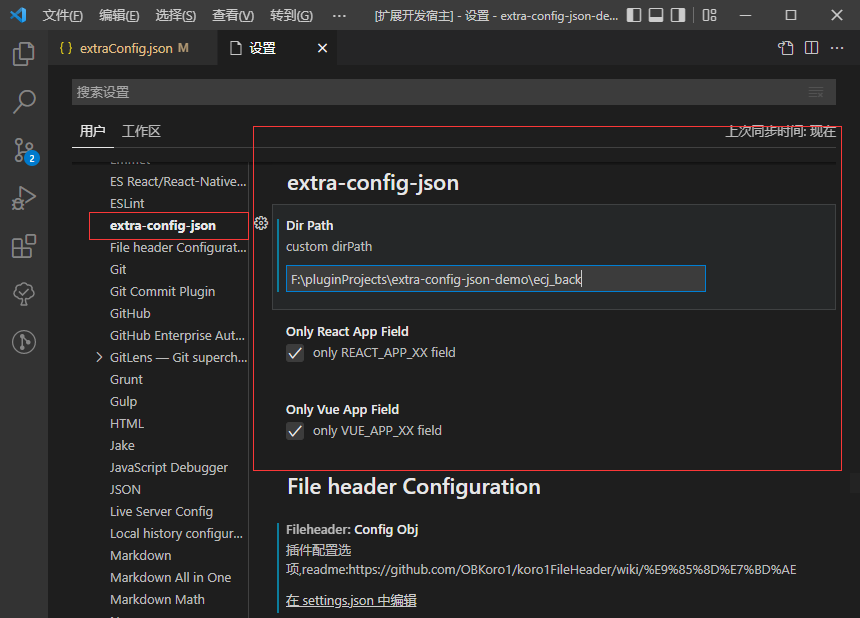 文件(F) 编辑(E) 选择(S) 查看(V) 转到(G) ··· [扩展开发宿主] - 设置 - extra-config-json-de...
{} extraConfig.json M 设置
搜索设置
用户 工作区 上次同步时间: 现在
Emmet
ES React/React-Native...
ESLint
extra-config-json
File header Configurat...
Git
Git Commit Plugin
GitHub
GitHub Enterprise Aut...
GitLens — Git superch...
Grunt
Gulp
HTML
Jake
JavaScript Debugger
JSON
Live Server Config
Local history configur...
Markdown
Markdown All in One
Markdown Math
2
extra-config-json
Dir Path
custom dirPath
F:\pluginProjects\extra-config-json-demo\ecj_back
Only React App Field
only REACT_APP_XX field
Only Vue App Field
only VUE_APP_XX field
File header Configuration
Fileheader: Config Obj
插件配置选
项,readme:https://github.com/OBKoro1/koro1FileHeader/wiki/%E9%85%8D%E7%BD%AE
在 settings.json 中编辑